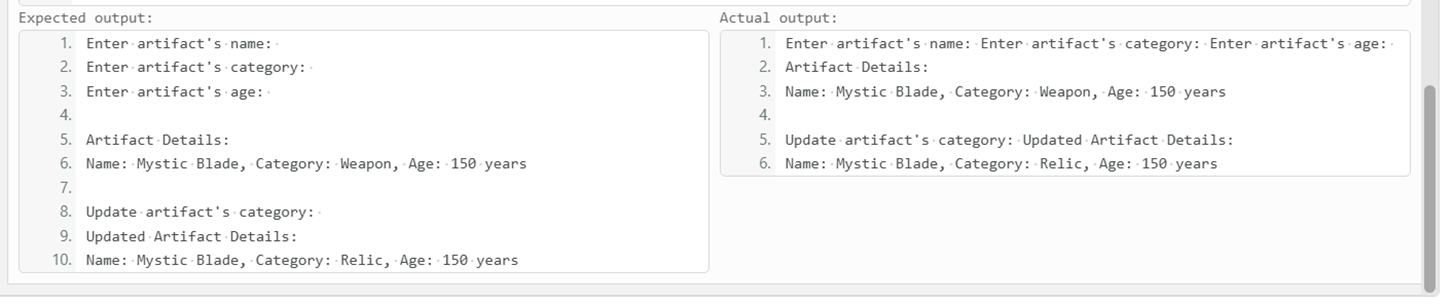 Expected output:
1. Enter artifact's name:
2. Enter artifact's category:
3. Enter artifact's age:
4.
5. Artifact Details:
6. Name: Mystic Blade, Category: Weapon, Age: 150 years
7.
8. Update artifact's category:
9. Updated Artifact Details:
10. Name: Mystic Blade, Category: Relic, Age: 150 years
Actual output:
1. Enter artifact's name: Enter artifact's category: Enter artifact's age:
2. Artifact Details:
3. Name: Mystic Blade, Category: Weapon, Age: 150 years
4.
5. Update artifact's category: Updated Artifact Details:
6. Name: Mystic Blade, Category: Relic, Age: 150 years